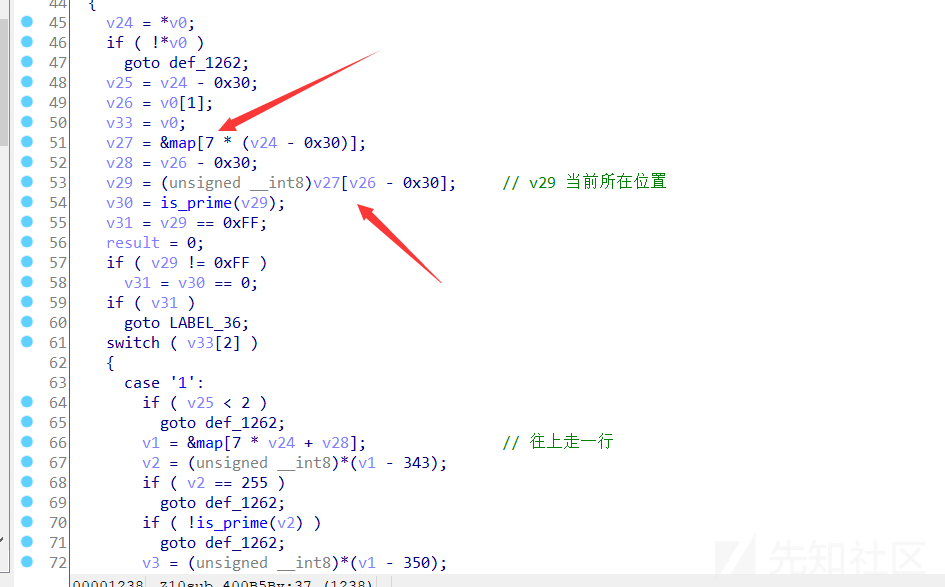 44 {
45 v24 = *v0;
46 if ( !*v0 )
47 goto def_1262;
48 v25 = v24 - 0x30;
49 v26 = v0[1];
50 v33 = v0;
51 v27 = &map[7 * (v24 - 0x30)];
52 v28 = v26 - 0x30;
53 v29 = (unsigned __int8)v27[v26 - 0x30]; // v29 当前所在位置
54 v30 = is_prime(v29);
55 v31 = v29 == 0xFF;
56 result = 0;
57 if ( v29 != 0xFF )
58 v31 = v30 == 0;
59 if ( v31 )
60 goto LABEL_36;
61 switch ( v33[2] )
62 {
63 case '1':
64 if ( v25 < 2 )
65 goto def_1262;
66 v1 = &map[7 * v24 + v28]; // 往上走一行
67 v2 = (unsigned __int8)*(v1 - 343);
68 if ( v2 == 255 )
69 goto def_1262;
70 if ( !is_prime(v2) )
71 goto def_1262;
72 v3 = (unsigned __int8)*(v1 - 350);
先知社区